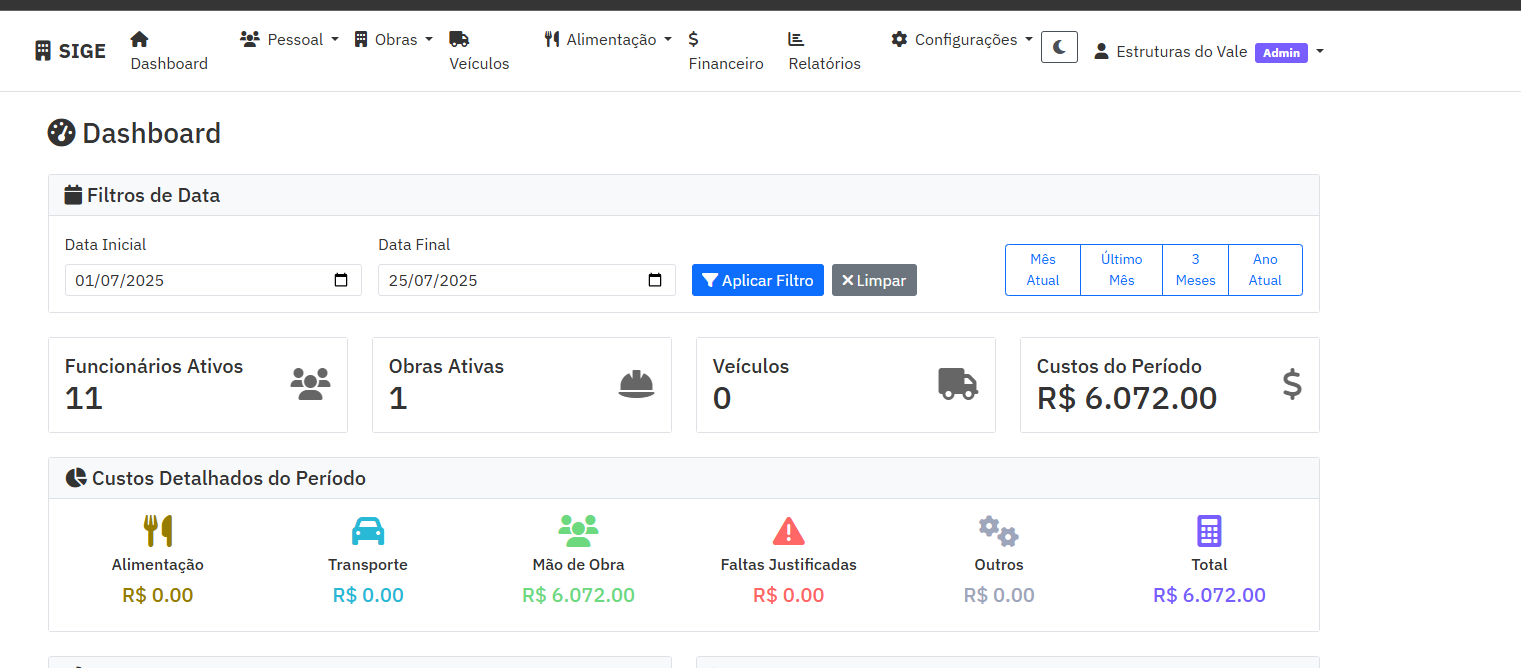 SIGE
Dashboard
Pessoal
Obras
Veículos
Alimentação
$
Financeiro
Relatórios
Configurações
Estruturas do Vale Admin
Dashboard
Filtros de Data
Data Inicial
Data Final
01/07/2025
25/07/2025
Aplicar Filtro
Limpar
Mês
Atual
Último
Mês
3
Meses
Ano
Atual
Funcionários Ativos
11
Obras Ativas
1
Veículos
0
Custos do Período
R$ 6.072.00
$
Custos Detalhados do Período
Alimentação
R$ 0.00
Transporte
R$ 0.00
Mão de Obra
R$ 6.072.00
Faltas Justificadas
R$ 0.00
Outros
R$ 0.00
Total
R$ 6.072.00